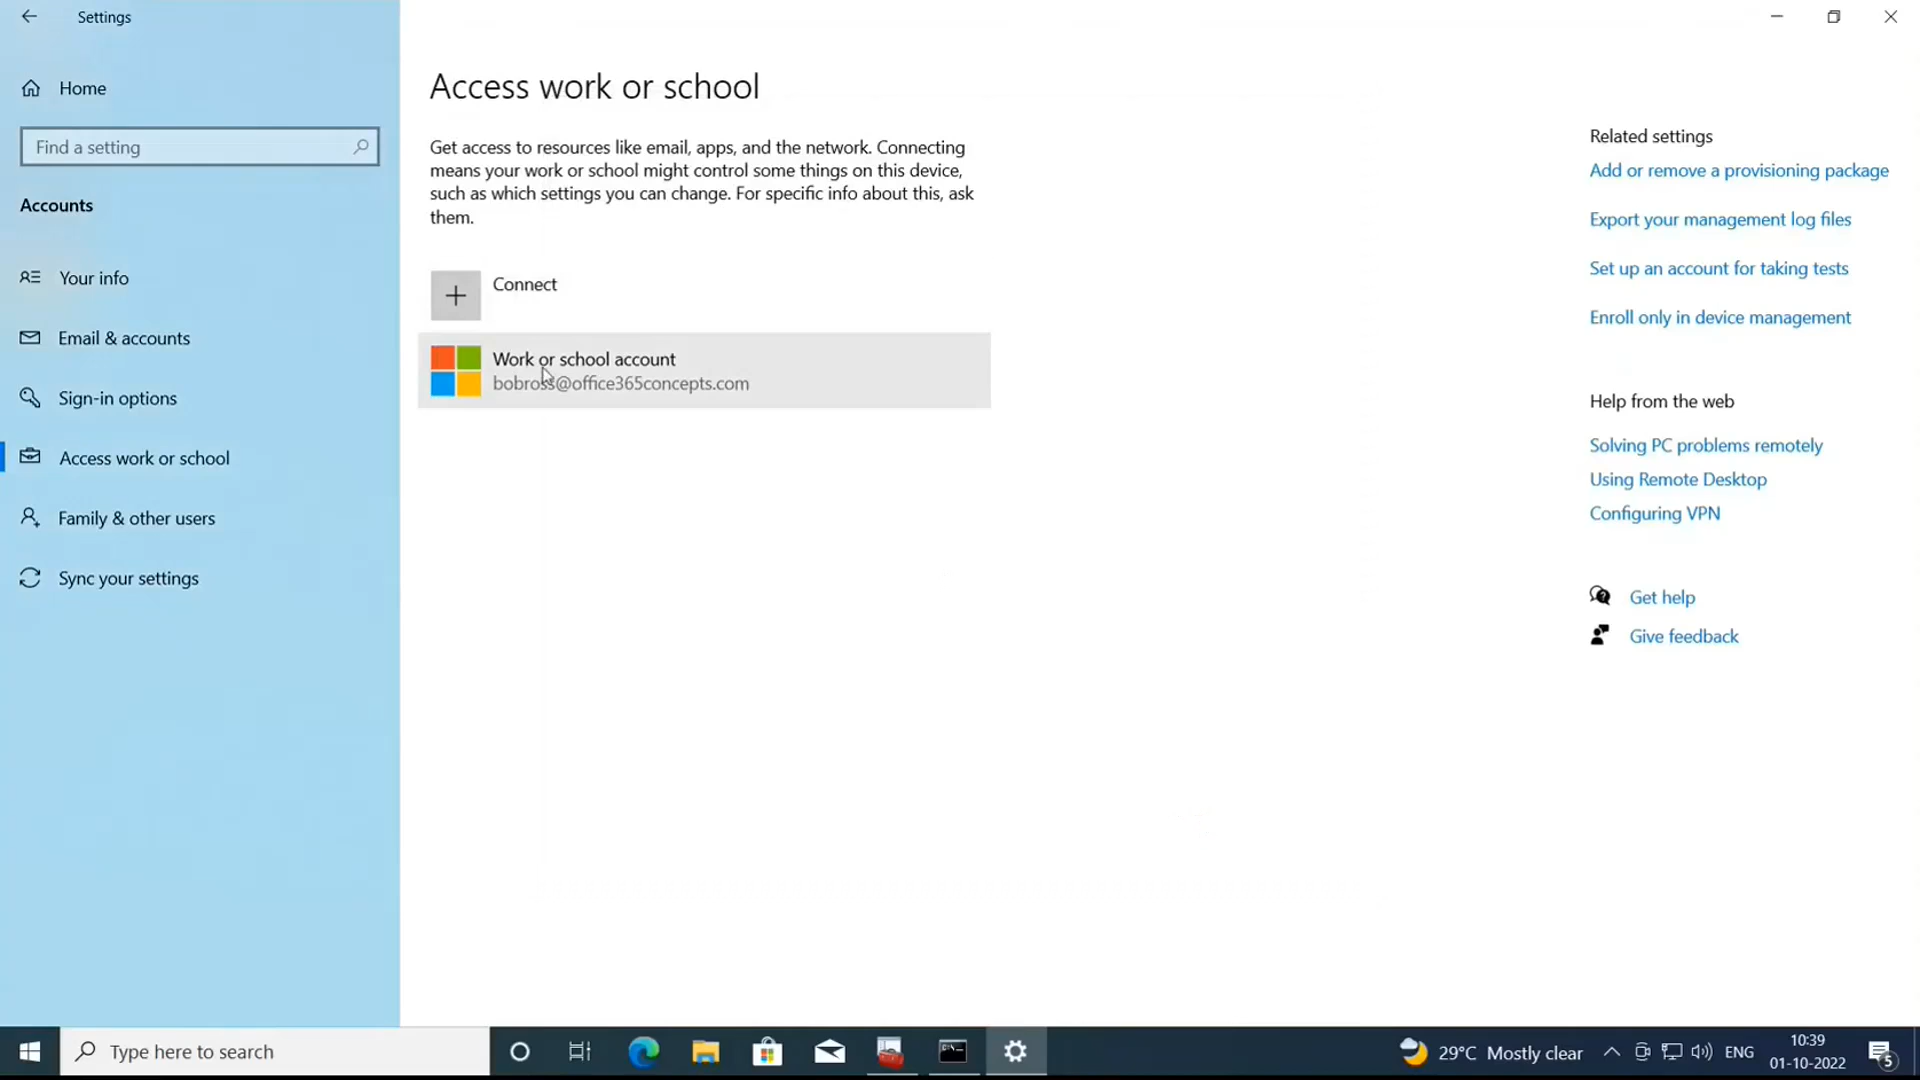 Settings
Home
Find a setting
Accounts
Your info
Email & accounts
Sign-in options
Access work or school
Family & other users
Sync your settings
Access work or school
Get access to resources like email, apps, and the network. Connecting
means your work or school might control some things on this device,
such as which settings you can change. For specific info about this, ask
them.
Connect
Work or school account
bobross@office365concepts.com
Related settings
Add or remove a provisioning package
Export your management log files
Set up an account for taking tests
Enroll only in device management
Help from the web
Solving PC problems remotely
Using Remote Desktop
Configuring VPN
Get help
Give feedback
Type here to search
29°C Mostly clear
ENG
10:39
01-10-2022
5